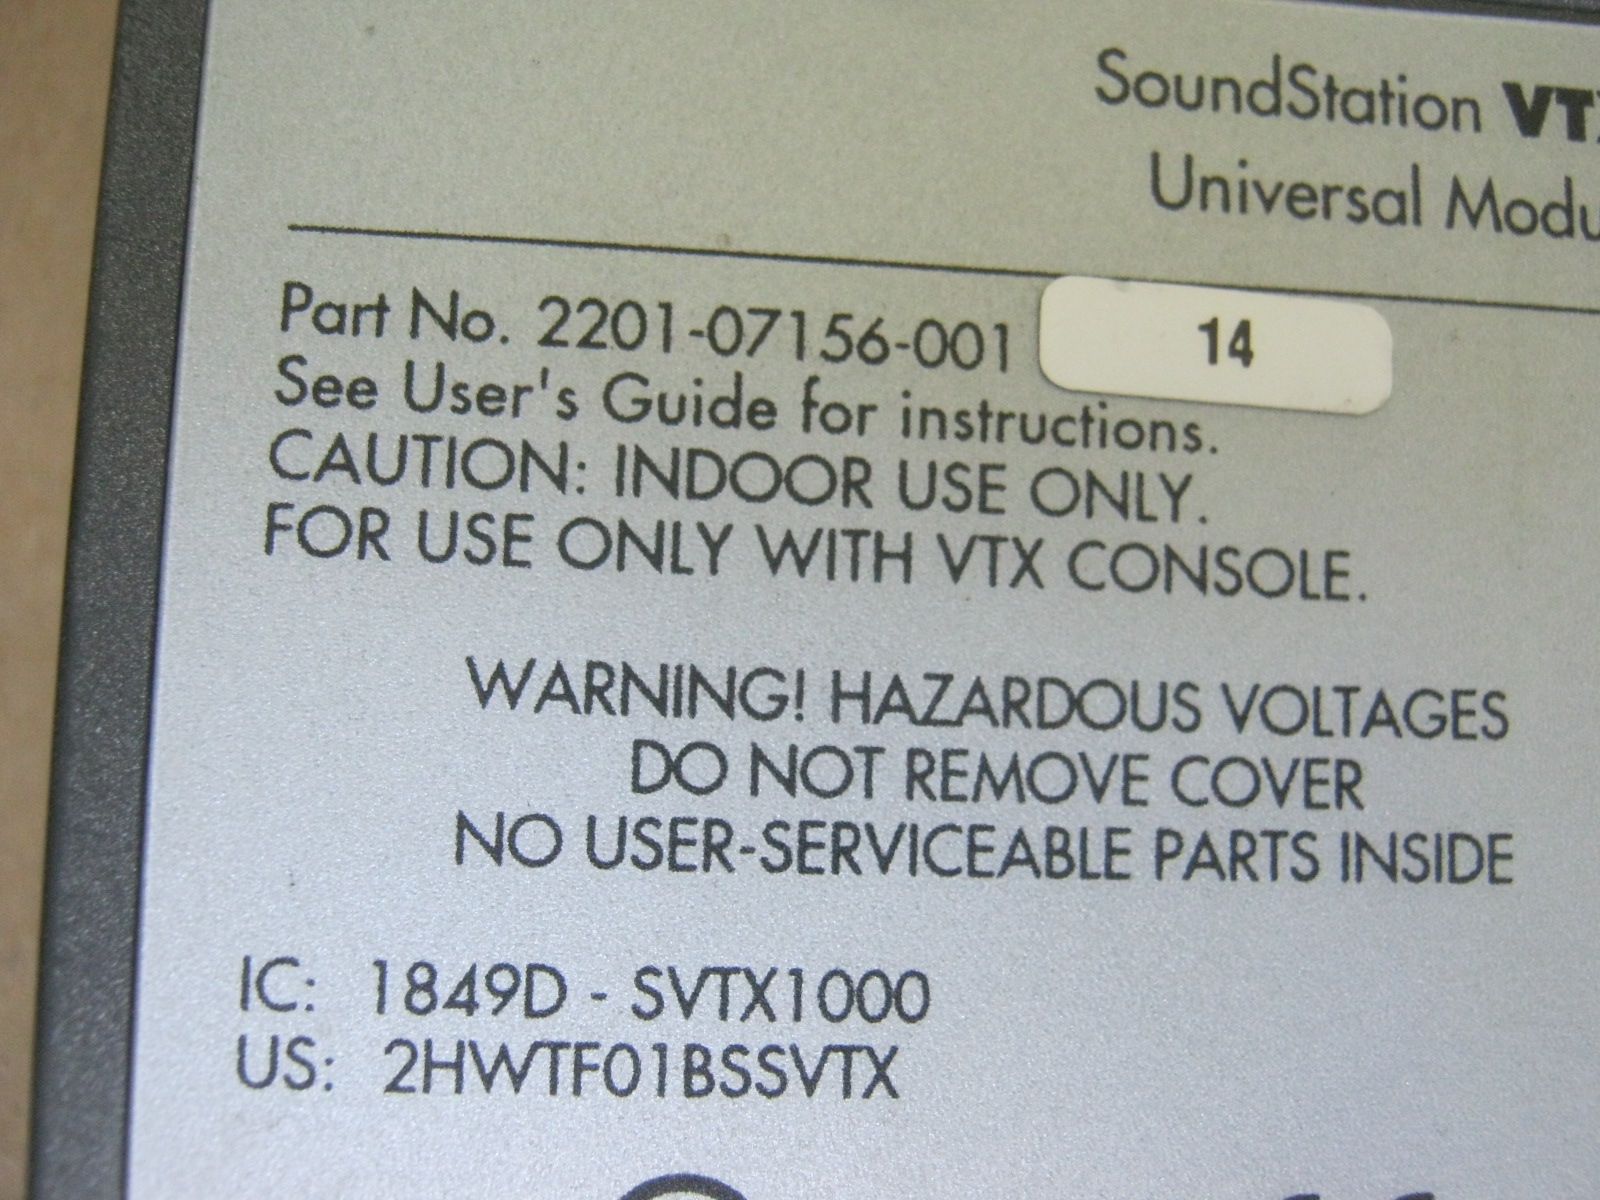 SoundStation VTX
Universal Modu
Part No. 2201-07156-001 14
See User's Guide for instructions.
CAUTION: INDOOR USE ONLY.
FOR USE ONLY WITH VTX CONSOLE.
WARNING! HAZARDOUS VOLTAGES
DO NOT REMOVE COVER
NO USER-SERVICEABLE PARTS INSIDE
IC: 1849D - SVTX1000
US: 2HWTF01BSSVTX